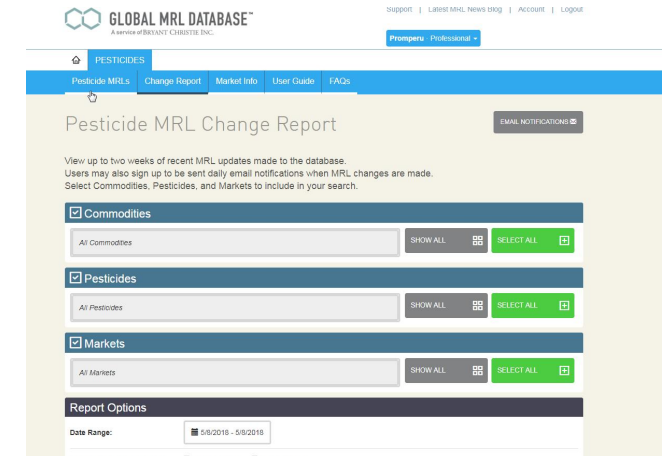 Support | Latest MRL News Blog | Account | Logout
GLOBAL MRL DATABASE™
A service of BRYANT CHRISTIE INC.
Promperu - Professional
PESTICIDES
Pesticide MRLs Change Report Market Info User Guide FAQs
Pesticide MRL Change Report
EMAIL NOTIFICATIONS
View up to two weeks of recent MRL updates made to the database.
Users may also sign up to be sent daily email notifications when MRL changes are made.
Select Commodities, Pesticides, and Markets to include in your search.
Commodities
All Commodities SHOW ALL SELECT ALL
Pesticides
All Pesticides SHOW ALL SELECT ALL
Markets
All Markets SHOW ALL SELECT ALL
Report Options
Date Range: 5/8/2018 - 5/8/2018